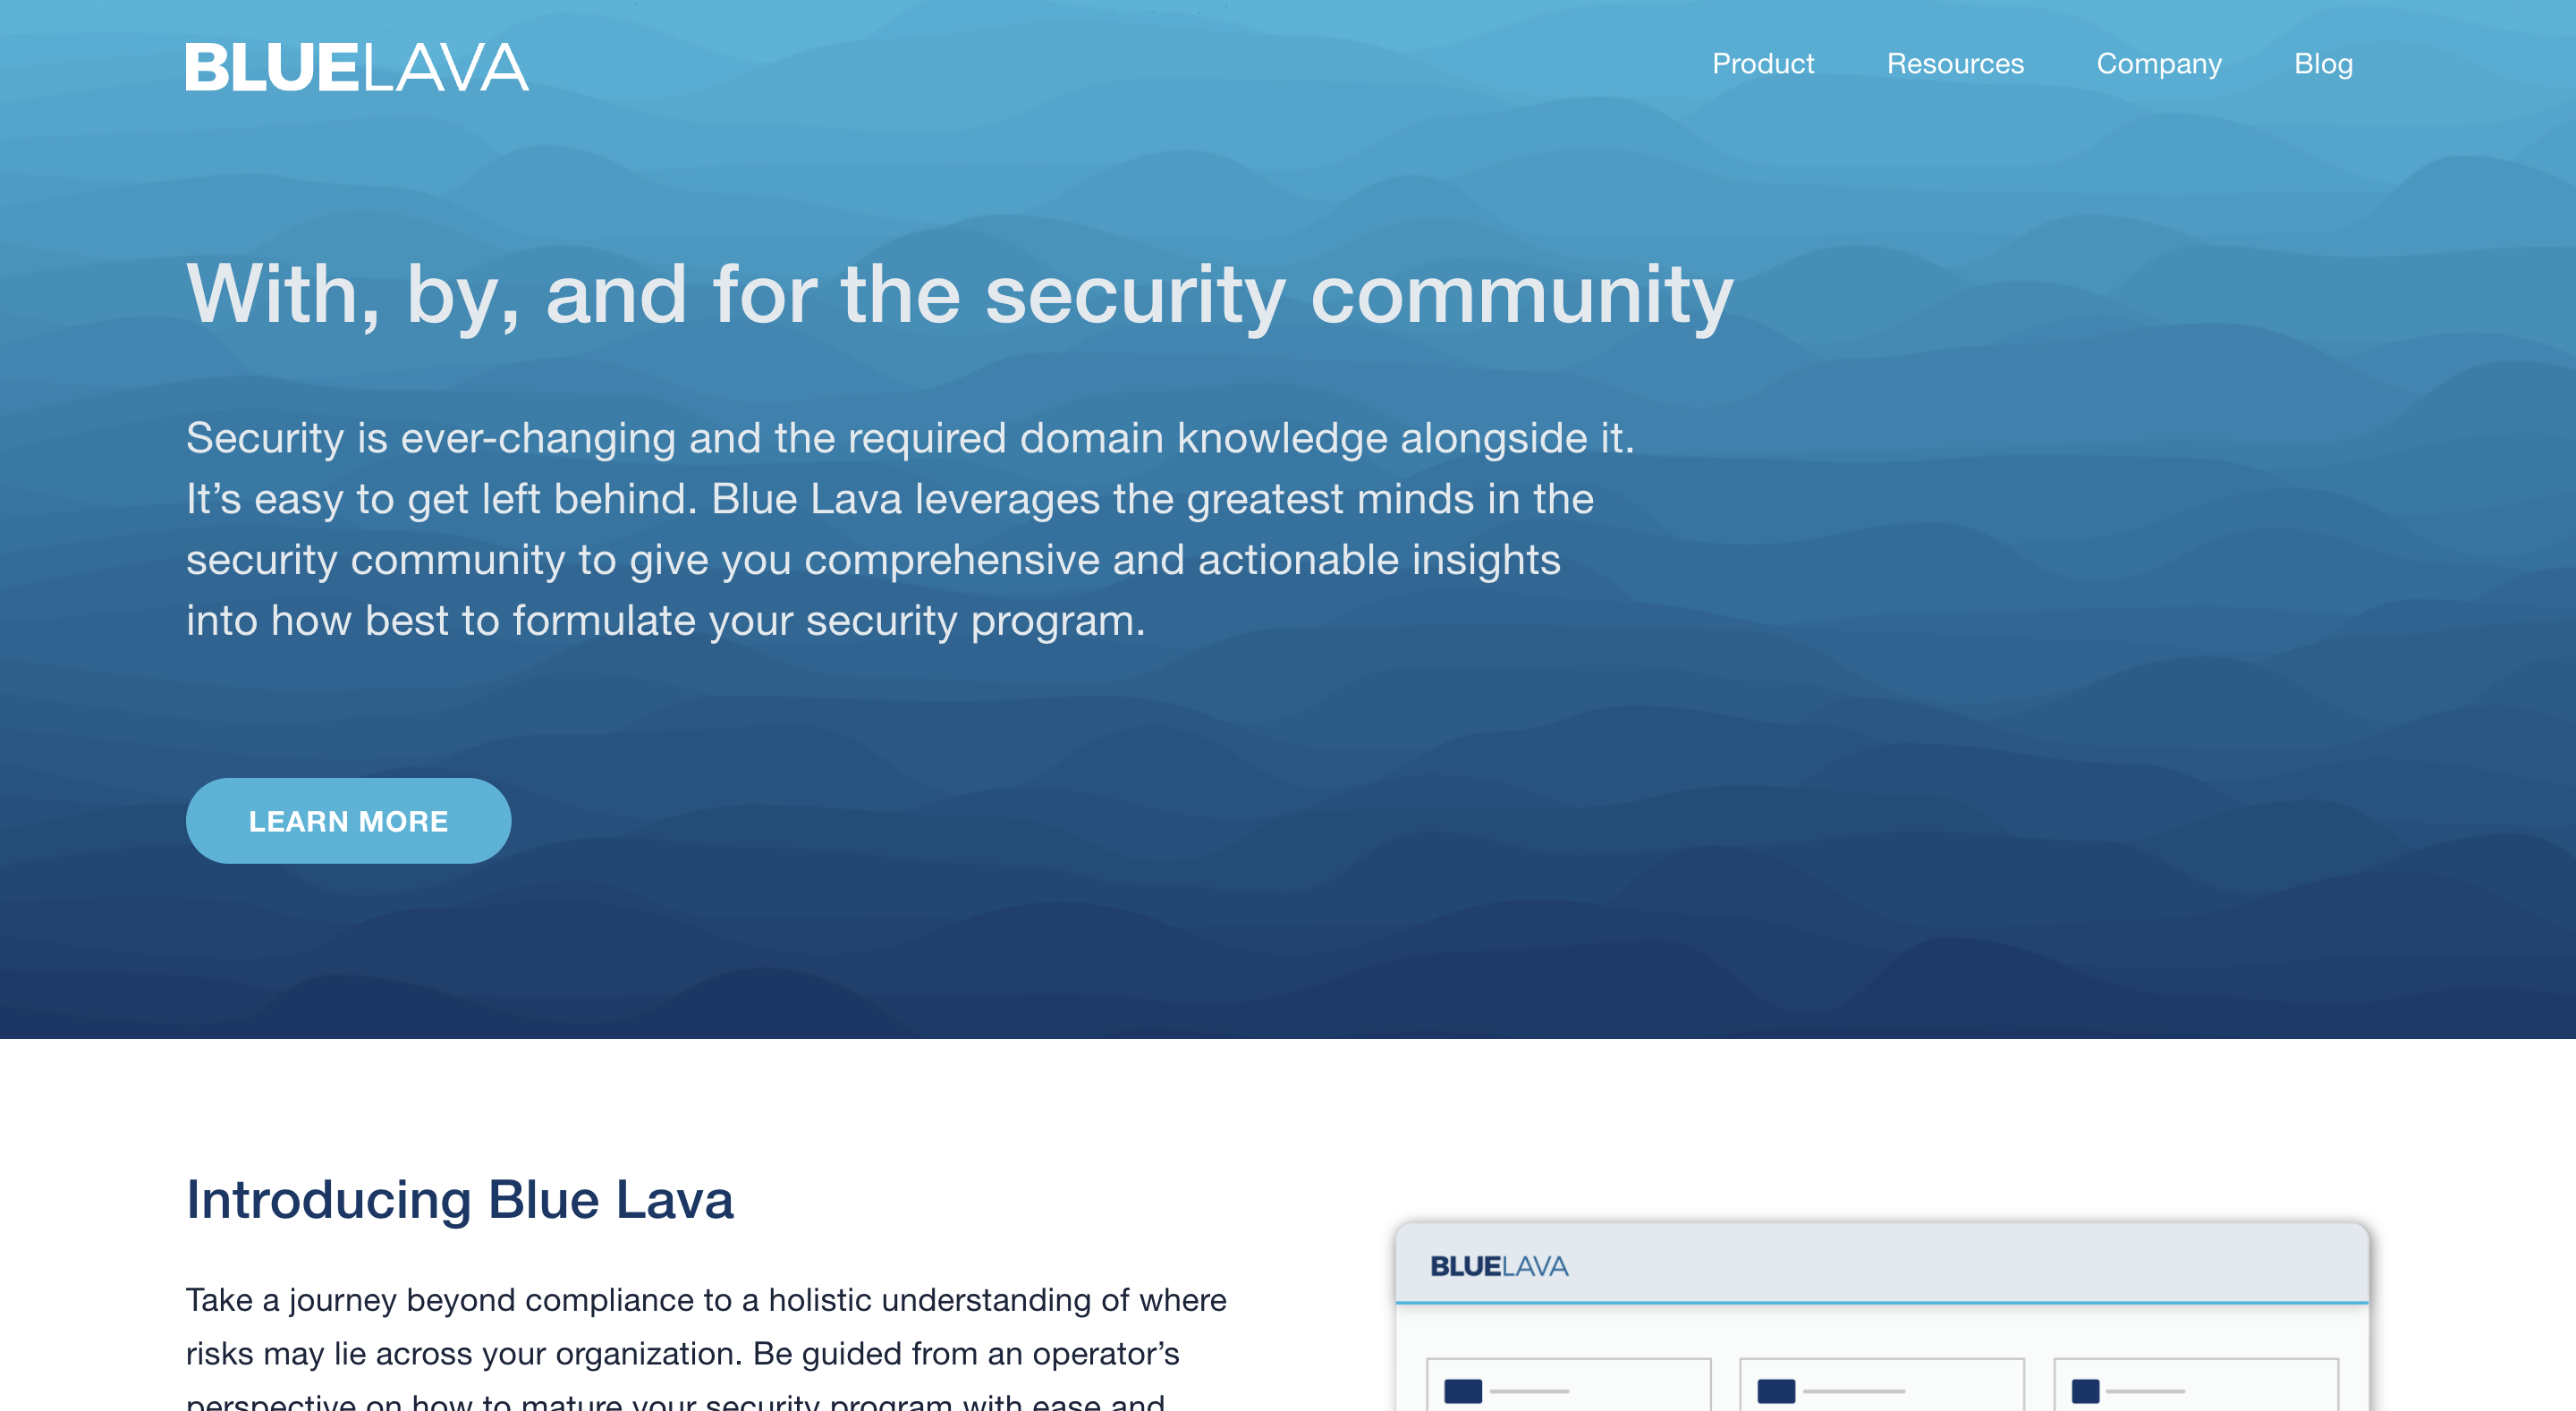 BLUELAVA
Product Resources Company Blog
With, by, and for the security community
Security is ever-changing and the required domain knowledge alongside it.
It’s easy to get left behind. Blue Lava leverages the greatest minds in the
security community to give you comprehensive and actionable insights
into how best to formulate your security program.
LEARN MORE
Introducing Blue Lava
Take a journey beyond compliance to a holistic understanding of where
risks may lie across your organization. Be guided from an operator’s
perspective on how to mature your security program with ease and
BLUELAVA